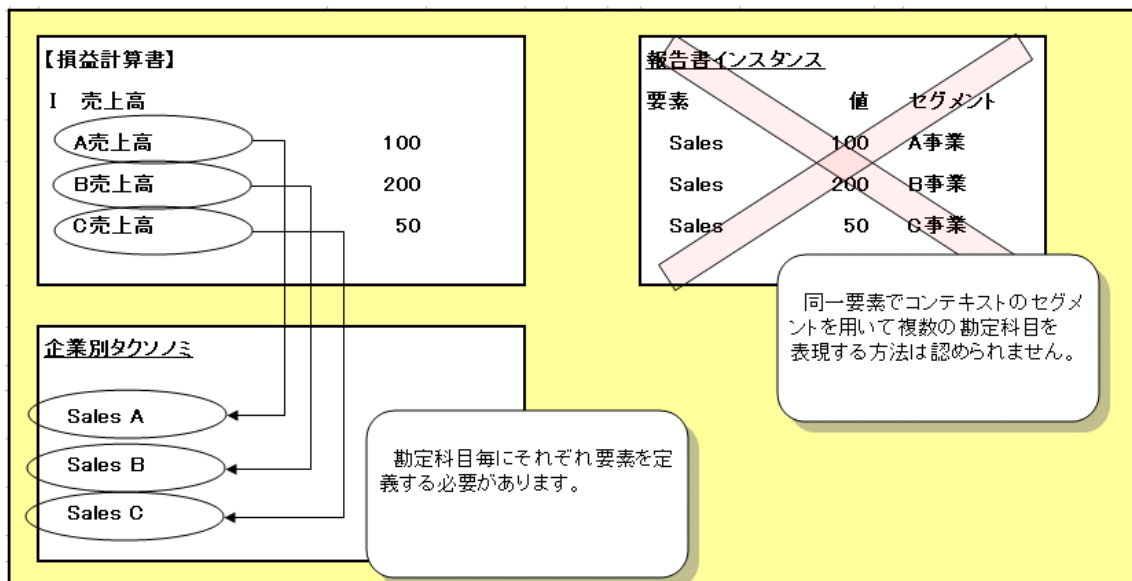 【損益計算書】
Ⅰ 売上高
A売上高 100
B売上高 200
C売上高 50
報告書インスタンス
要素 値 セグメント
Sales 100 A事業
Sales 200 B事業
Sales 50 C事業
同一要素でコンテキストのセグメ
ントを用いて複数の勘定科目を
表現する方法は認められません。
企業別タクソノミ
Sales A
Sales B
Sales C
勘定科目毎にそれぞれ要素を定
義する必要があります。